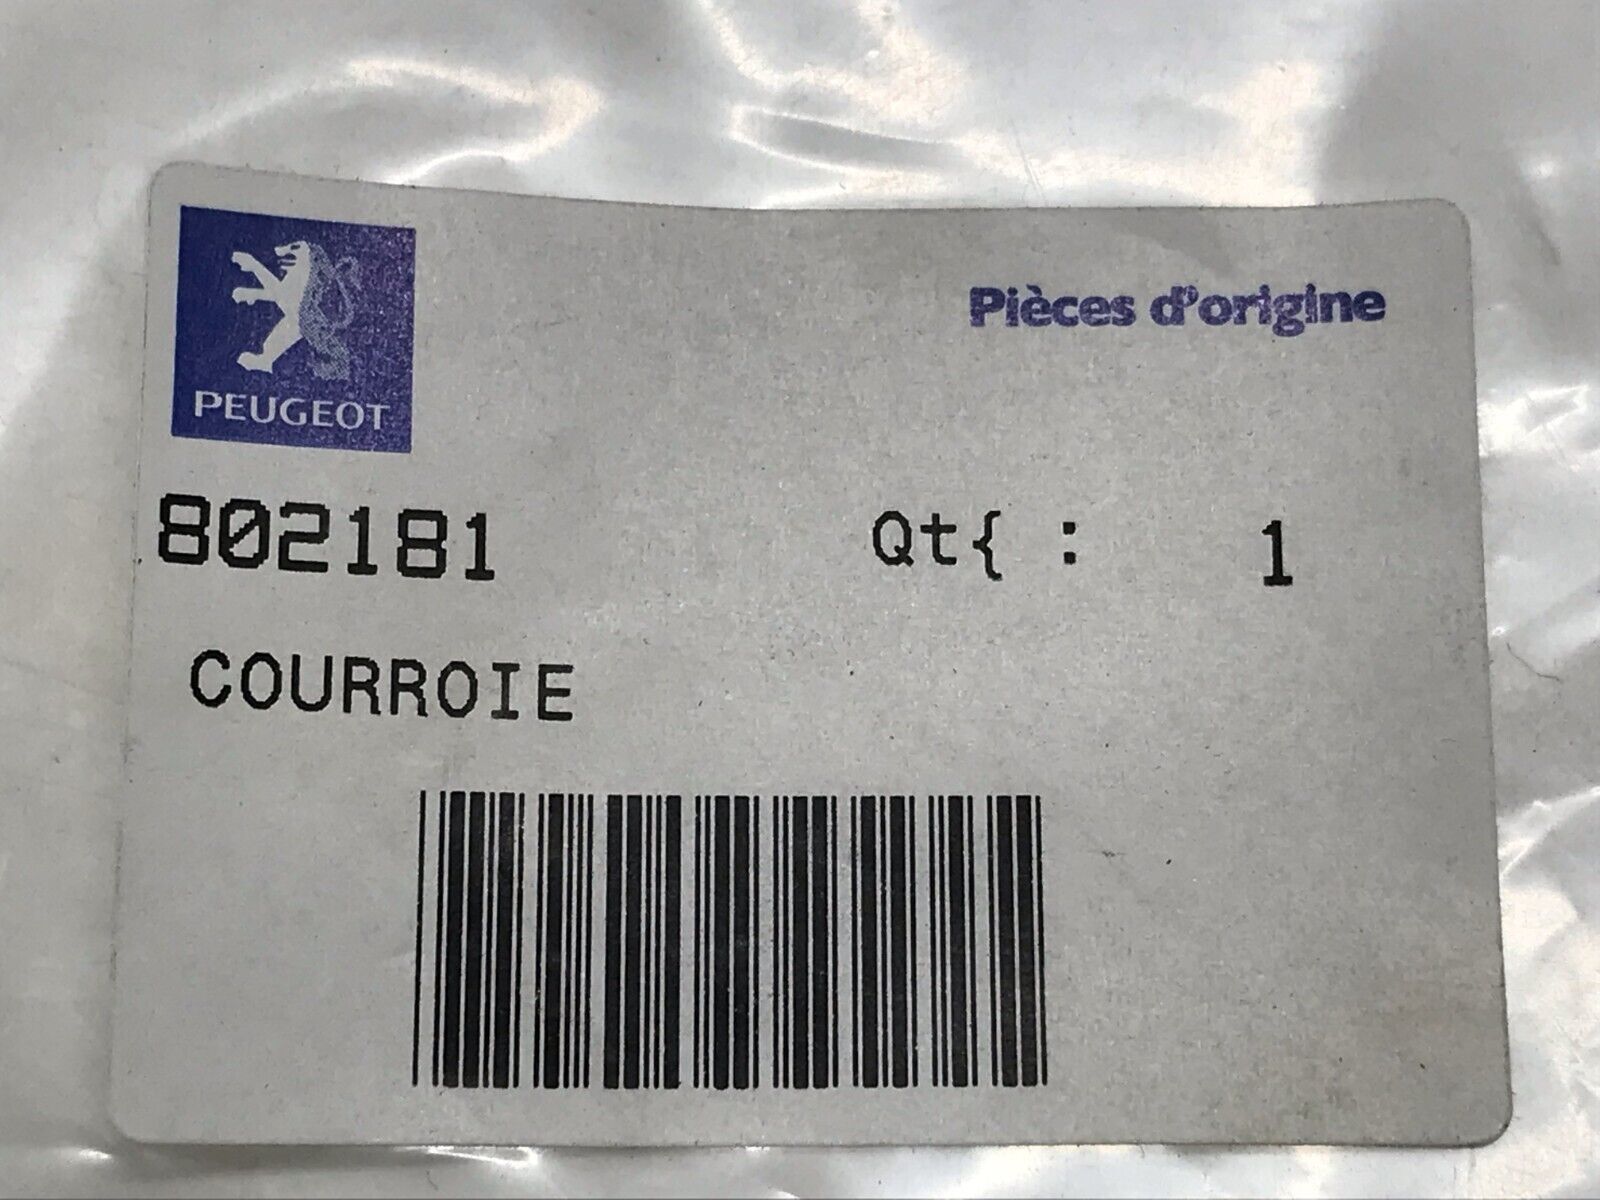 PEUGEOT
Pièces d'origine
802181 Qt{ : 1
COURROIE